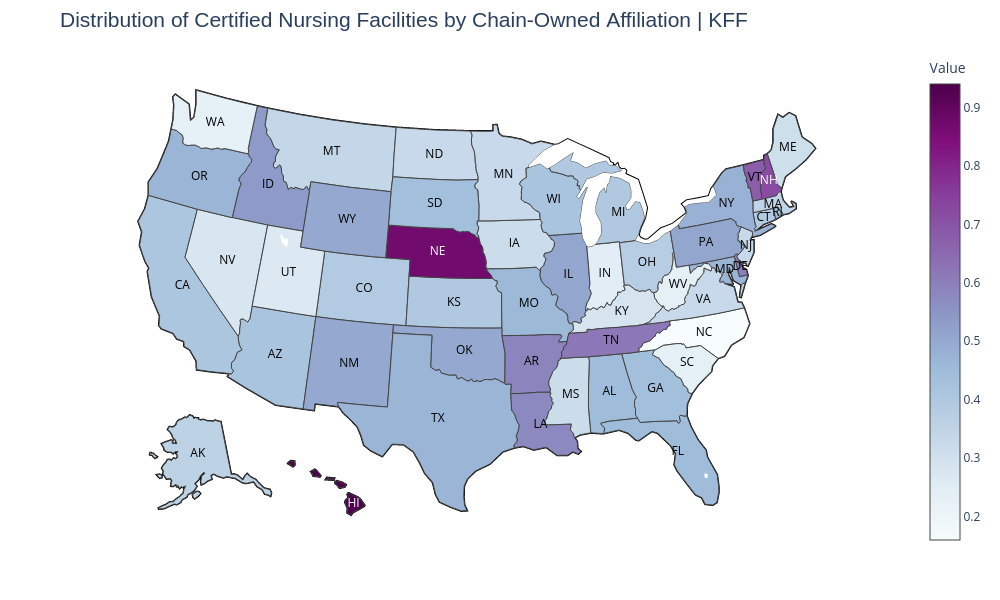 Distribution of Certified Nursing Facilities by Chain-Owned Affiliation | KFF
Value
0.9
0.8
0.7
0.6
0.5
0.4
0.3
0.2
WA
MT
ND
MN
ME
OR
ID
SD
WI
MI
VT
NH
NY
MA
CT
RI
WY
NE
IA
PA
NJ
NV
UT
CO
IL
IN
OH
MD
DE
CA
KS
MO
KY
WV
VA
AZ
NM
OK
AR
TN
NC
SC
TX
LA
MS
AL
GA
FL
AK
HI